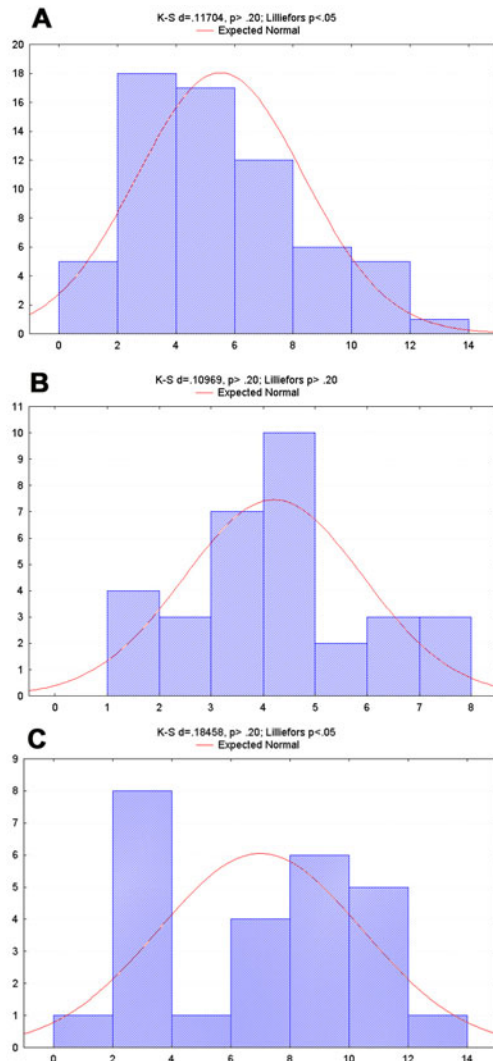 A
K-S d=.11704, p> .20; Lilliefors p<.05
Expected Normal
20
18
16
14
12
10
8
6
4
2
0
0 2 4 6 8 10 12 14
B
K-S d=.10969, p> .20; Lilliefors p> .20
Expected Normal
11
10
9
8
7
6
5
4
3
2
1
0
0 1 2 3 4 5 6 7 8
C
K-S d=.18458, p> .20; Lilliefors p<.05
Expected Normal
9
8
7
6
5
4
3
2
1
0
0 2 4 6 8 10 12 14